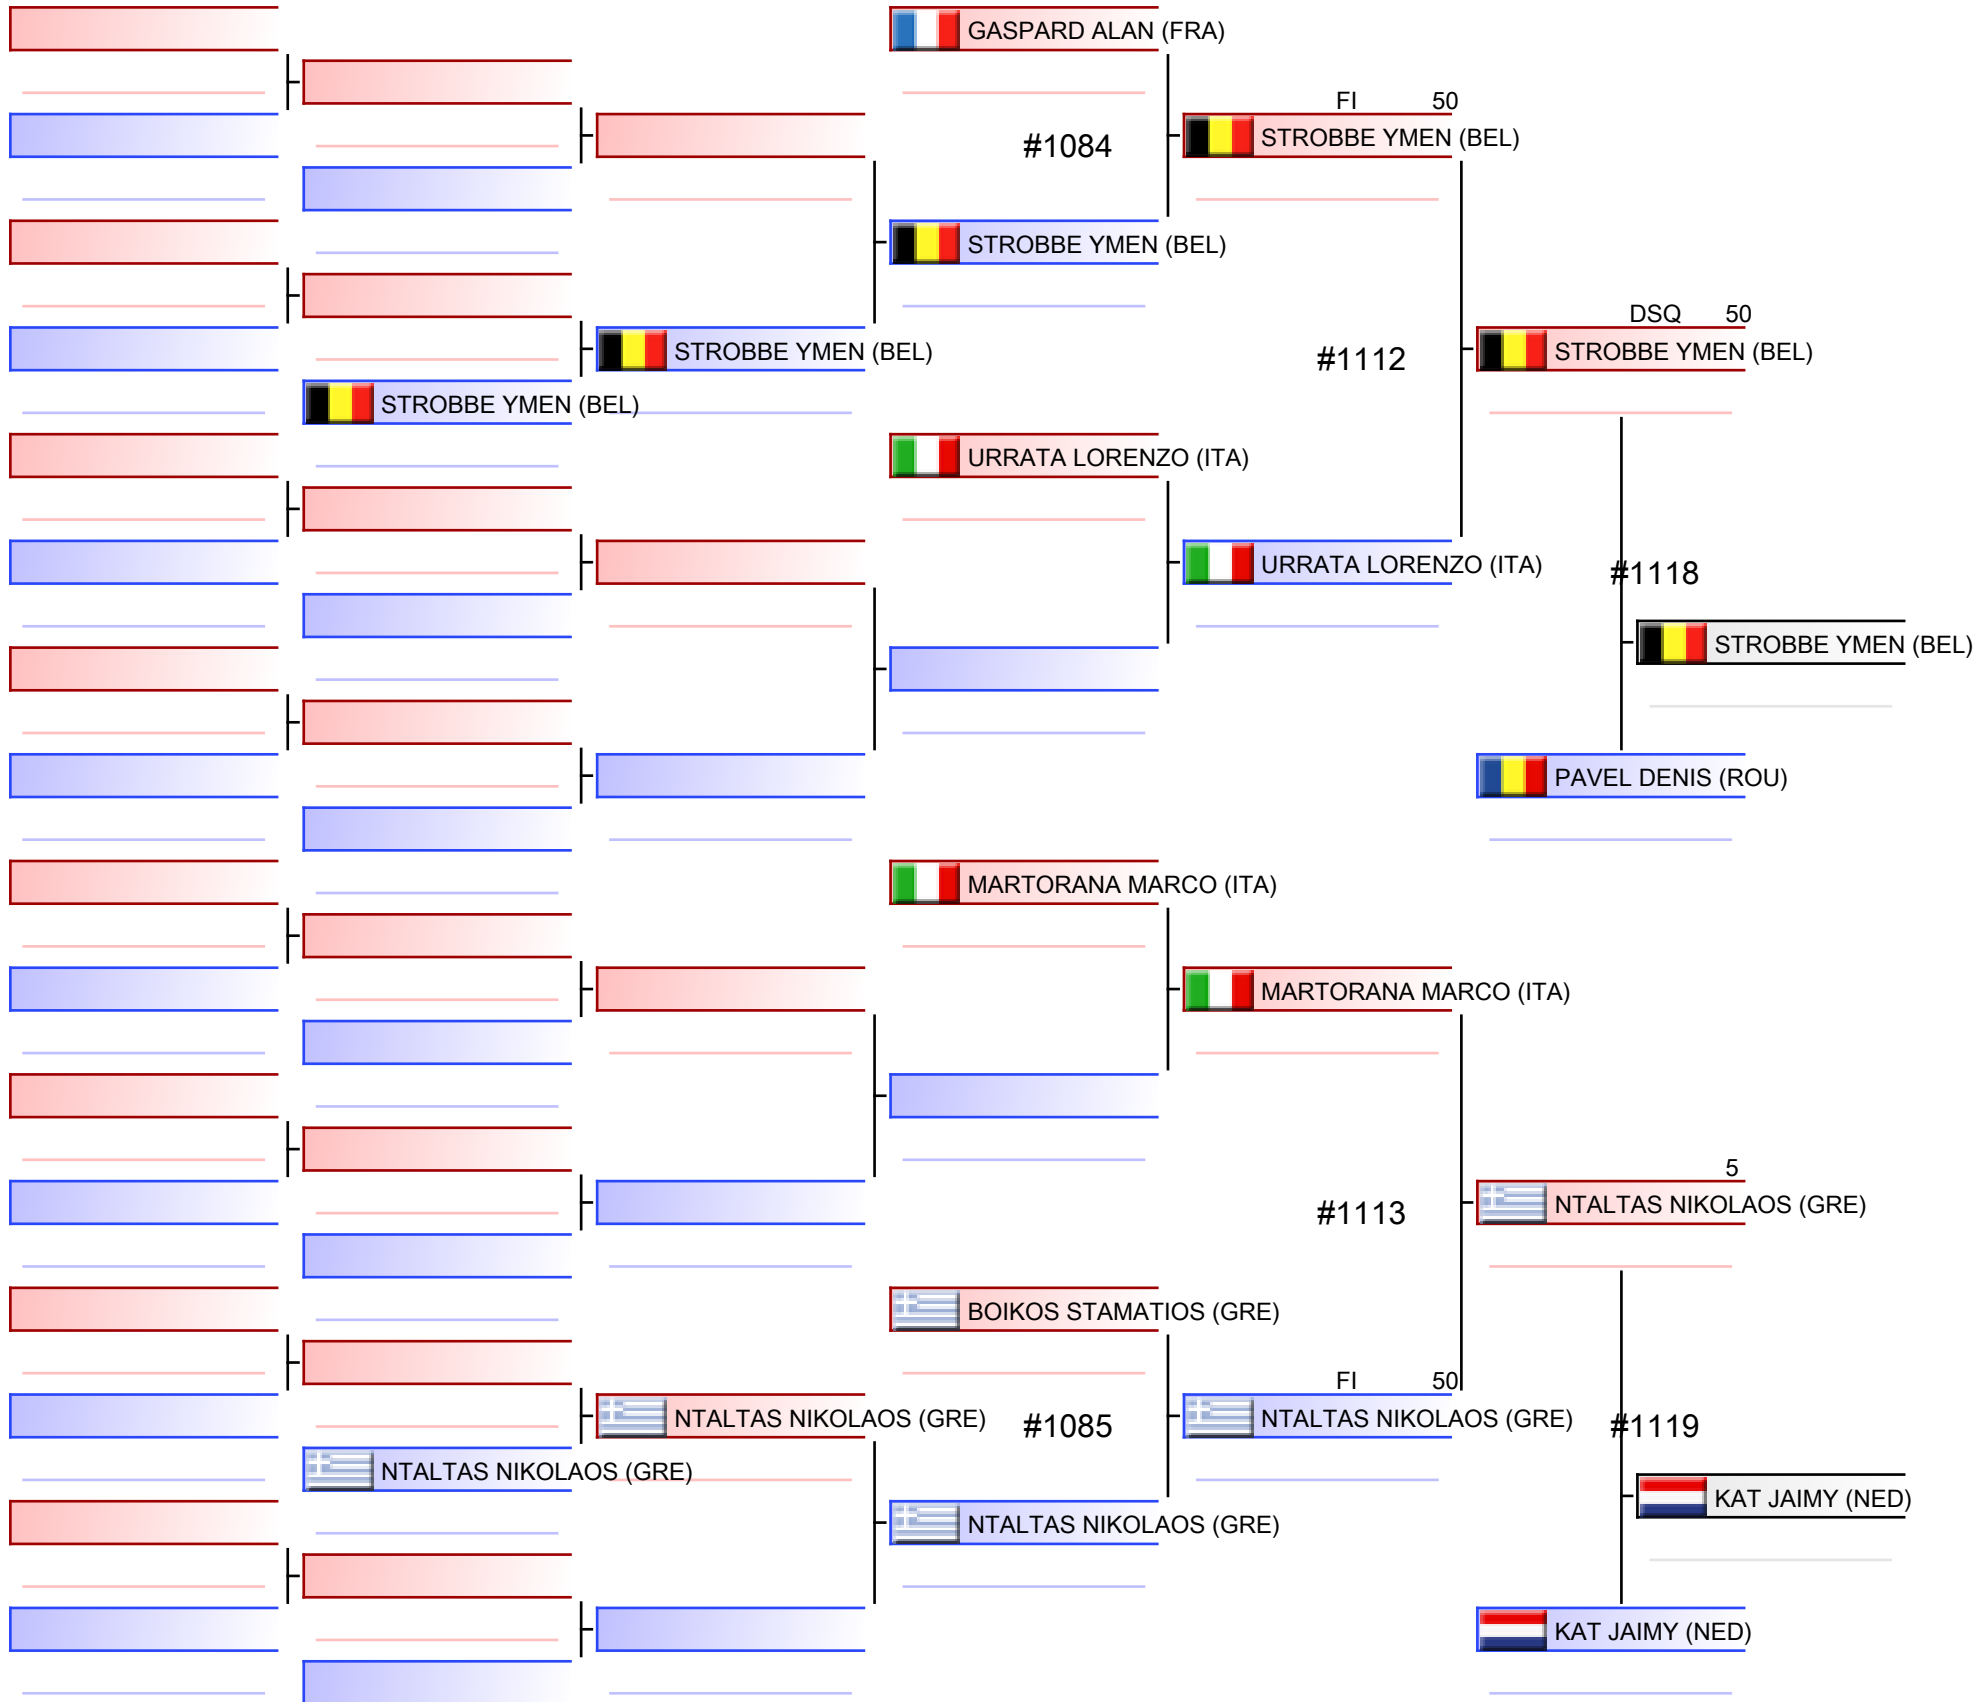 GASPARD ALAN (FRA)
FI 50
#1084
STROBBE YMEN (BEL)
STROBBE YMEN (BEL)
DSQ 50
STROBBE YMEN (BEL)
#1112
STROBBE YMEN (BEL)
STROBBE YMEN (BEL)
URRATA LORENZO (ITA)
URRATA LORENZO (ITA)
#1118
STROBBE YMEN (BEL)
PAVEL DENIS (ROU)
MARTORANA MARCO (ITA)
MARTORANA MARCO (ITA)
5
#1113
NTALTAS NIKOLAOS (GRE)
BOIKOS STAMATIOS (GRE)
FI 50
NTALTAS NIKOLAOS (GRE)
#1085
NTALTAS NIKOLAOS (GRE)
#1119
NTALTAS NIKOLAOS (GRE)
KAT JAIMY (NED)
NTALTAS NIKOLAOS (GRE)
KAT JAIMY (NED)